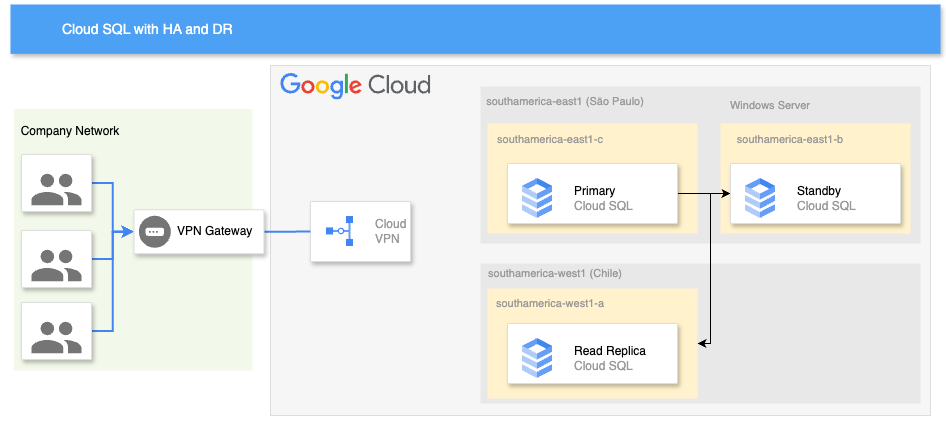 Cloud SQL with HA and DR
Google Cloud
Company Network
VPN Gateway
Cloud
VPN
southamerica-east1 (São Paulo)
Windows Server
southamerica-east1-c
southamerica-east1-b
Primary
Cloud SQL
Standby
Cloud SQL
southamerica-west1 (Chile)
southamerica-west1-a
Read Replica
Cloud SQL